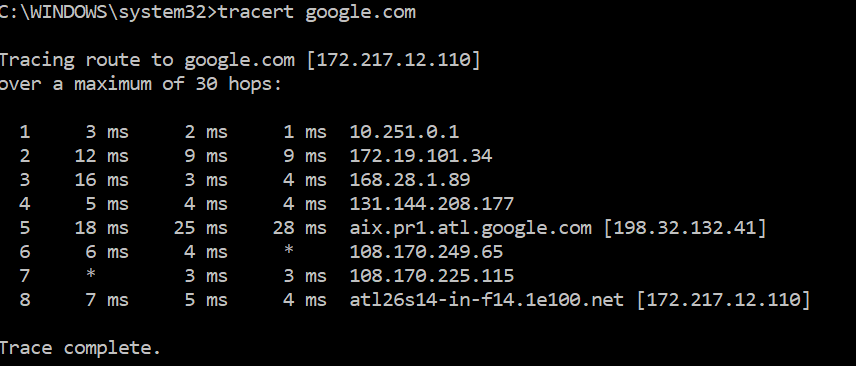 C:\WINDOWS\system32>tracert google.com
Tracing route to google.com [172.217.12.110]
over a maximum of 30 hops:
1 3 ms 2 ms 1 ms 10.251.0.1
2 12 ms 9 ms 9 ms 172.19.101.34
3 16 ms 3 ms 4 ms 168.28.1.89
4 5 ms 4 ms 4 ms 131.144.208.177
5 18 ms 25 ms 28 ms aix.pr1.atl.google.com [198.32.132.41]
6 6 ms 4 ms * 108.170.249.65
7 * 3 ms 3 ms 108.170.225.115
8 7 ms 5 ms 4 ms atl26s14-in-f14.1e100.net [172.217.12.110]
Trace complete.